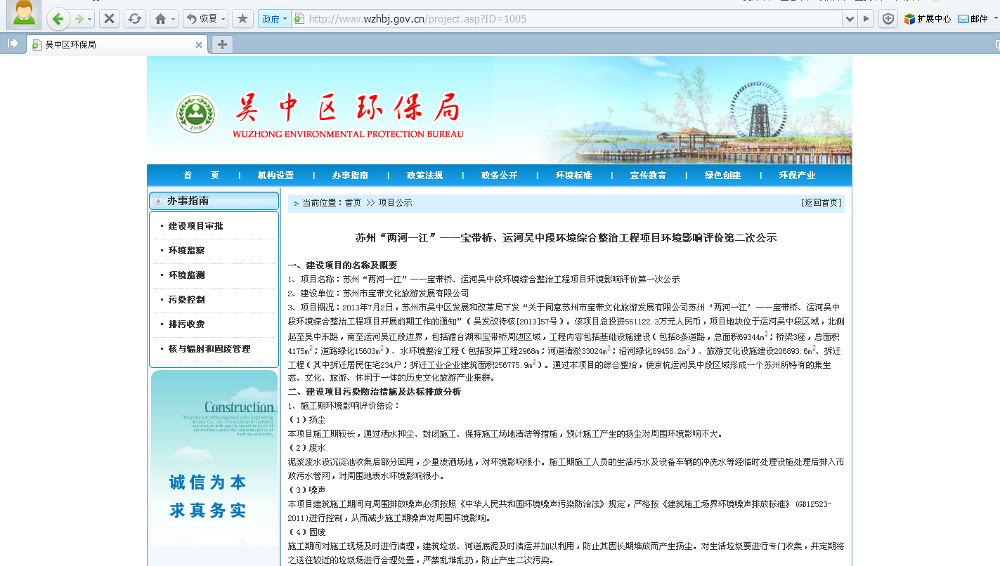 恢复
政府
http://www.wzhbj.gov.cn/project.asp?ID=1005
扩展中心
邮件
吴中区环保局
ZHB
吴中区环保局
WUZHONG ENVIRONMENTAL PROTECTION BUREAU
首 页 | 机构设置 | 办事指南 | 政策法规 | 政务公开 | 环境标准 | 宣传教育 | 绿色创建 | 环保产业
办事指南
· 建设项目审批
· 环境监察
· 环境监测
· 污染控制
· 排污收费
· 核与辐射和固废管理
Construction
The prime aim of the Dogook Electric Engineering
& Cons. Co., Ltd. is to accomplish customer
satisfaction with quality operation by all of
our members under the corporate policy of
harmony and unity.
诚信为本
求真务实
当前位置：首页 >> 项目公示
[返回首页]
苏州“两河一江”——宝带桥、运河吴中段环境综合整治工程项目环境影响评价第二次公示
一、建设项目的名称及概要
1、项目名称：苏州“两河一江”——宝带桥、运河吴中段环境综合整治工程项目环境影响评价第一次公示
2、建设单位：苏州市宝带文化旅游发展有限公司
3、项目概况：2013年7月2日，苏州市吴中区发展和改革局下发“关于同意苏州市宝带文化旅游发展有限公司苏州‘两河一江’——宝带桥、运河吴中
段环境综合整治工程项目开展前期工作的通知”（吴发改待核[2013]57号）。该项目总投资561122.3万元人民币，项目地块位于运河吴中段区域，北侧
起至吴中东路，南至运河吴江段边界，包括澹台湖和宝带桥周边区域，工程内容包括基础设施建设（包括8条道路，总面积69344m²；桥梁3座，总面积
4175m²；道路绿化15603m²）、水环境整治工程（包括驳岸工程2968m；河道清淤33024m³；沿河绿化89456.2m²）、旅游文化设施建设206893.6m²、拆迁
工程（其中拆迁居民住宅234户；拆迁工业企业建筑面积256775.9m²）。通过本项目的综合整治，使京杭运河吴中段区域形成一个苏州所特有的集生
态、文化、旅游、休闲于一体的历史文化旅游产业集群。
二、建设项目污染防治措施及达标排放分析
1、施工期环境影响评价结论：
（1）扬尘
本项目施工期较长，通过洒水抑尘、封闭施工、保持施工场地清洁等措施，预计施工产生的扬尘对周围环境影响不大。
（2）废水
泥浆废水设沉淀池收集后部分回用，少量泼洒场地，对环境影响很小。施工期施工人员的生活污水及设备车辆的冲洗水等经临时处理设施处理后排入市
政污水管网，对周围地表水环境影响很小。
（3）噪声
本项目建筑施工期间向周围排放噪声必须按照《中华人民共和国环境噪声污染防治法》规定，严格按《建筑施工场界环境噪声排放标准》(GB12523-
2011)进行控制，从而减少施工期噪声对周围环境影响。
（4）固废
施工期间对施工现场及时进行清理，建筑垃圾、河道底泥及时清运并加以利用，防止其因长期堆放而产生扬尘。对生活垃圾要进行专门收集，并定期将
之送往较近的垃圾场进行合理处置，严禁乱堆乱扔，防止产生二次污染。